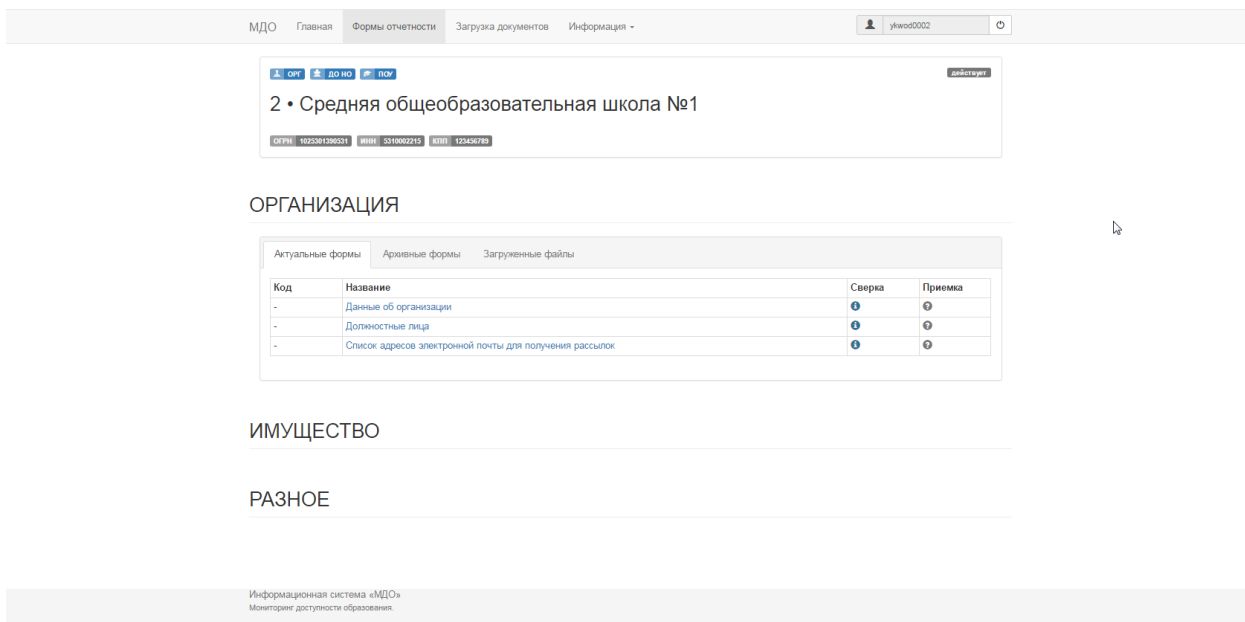 МДО Главная Формы отчетности Загрузка документов Информация ykwod0002
ОРГ ДО НО ПОУ действует
2 • Средняя общеобразовательная школа №1
ОГРН 1025301390531 ИНН 5310002215 КПП 123456789
ОРГАНИЗАЦИЯ
Актуальные формы Архивные формы Загруженные файлы
Код Название Сверка Приемка
- Данные об организации
- Должностные лица
- Список адресов электронной почты для получения рассылок
ИМУЩЕСТВО
РАЗНОЕ
Информационная система «МДО»
Мониторинг доступности образования.